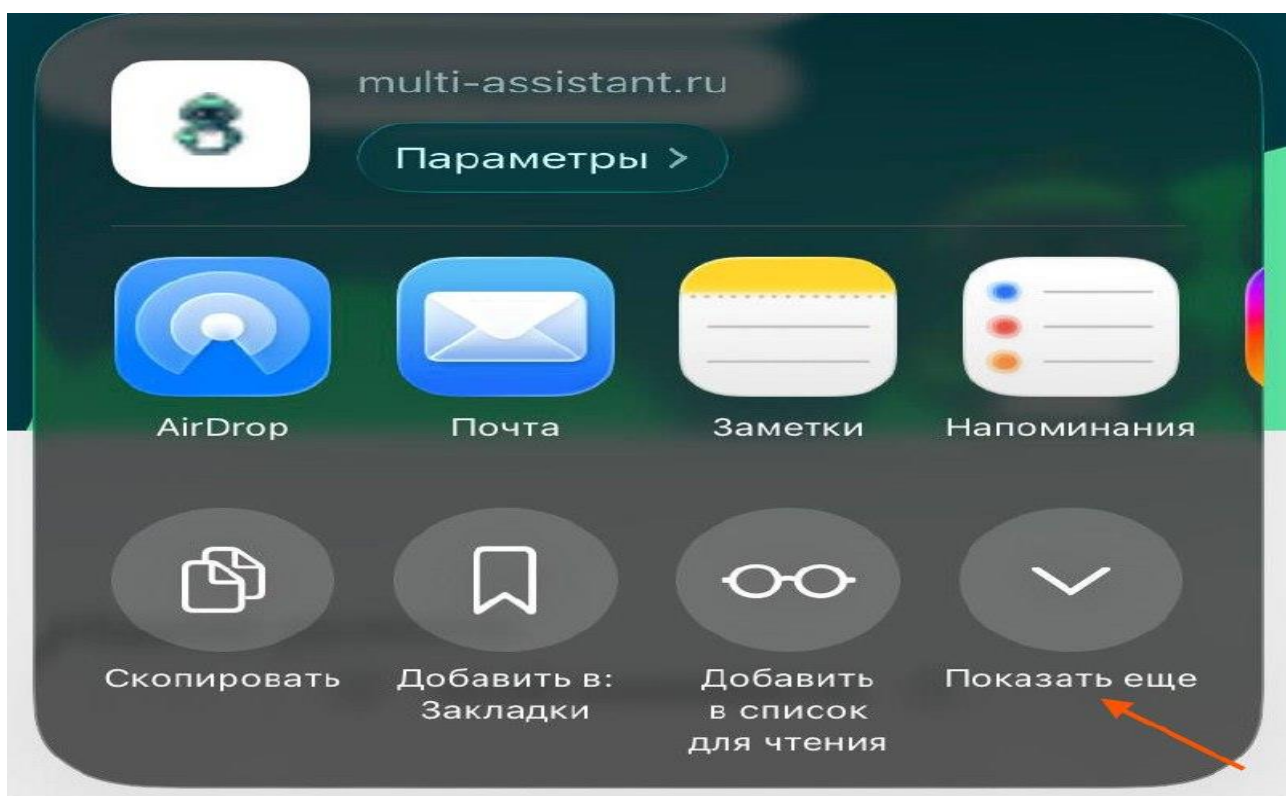 multi-assistant.ru
Параметры >
AirDrop
Почта
Заметки
Напоминания
Скопировать
Добавить в:
Закладки
Добавить
в список
для чтения
Показать еще